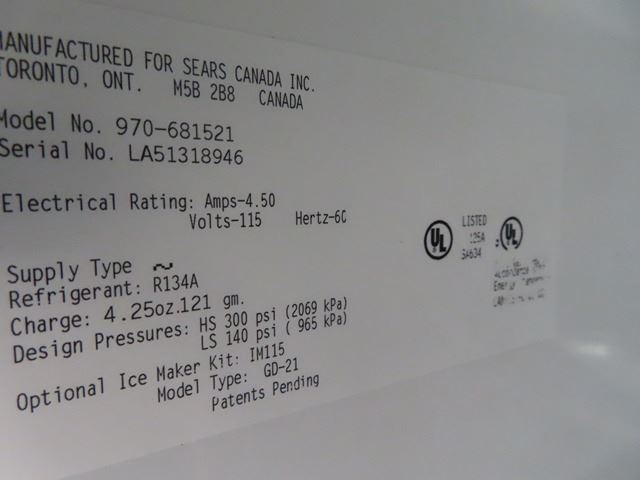 MANUFACTURED FOR SEARS CANADA INC.
TORONTO, ONT. M5B 2B8 CANADA
Model No. 970-681521
Serial No. LA51318946
Electrical Rating: Amps-4.50
Volts-115 Hertz-60
Supply Type ~
Refrigerant: R134A
Charge: 4.25oz.121 gm.
Design Pressures: HS 300 psi (2069 kPa)
LS 140 psi ( 965 kPa)
Optional Ice Maker Kit: IM115
Model Type: GD-21
Patents Pending
UL
LISTED
SA634
UL